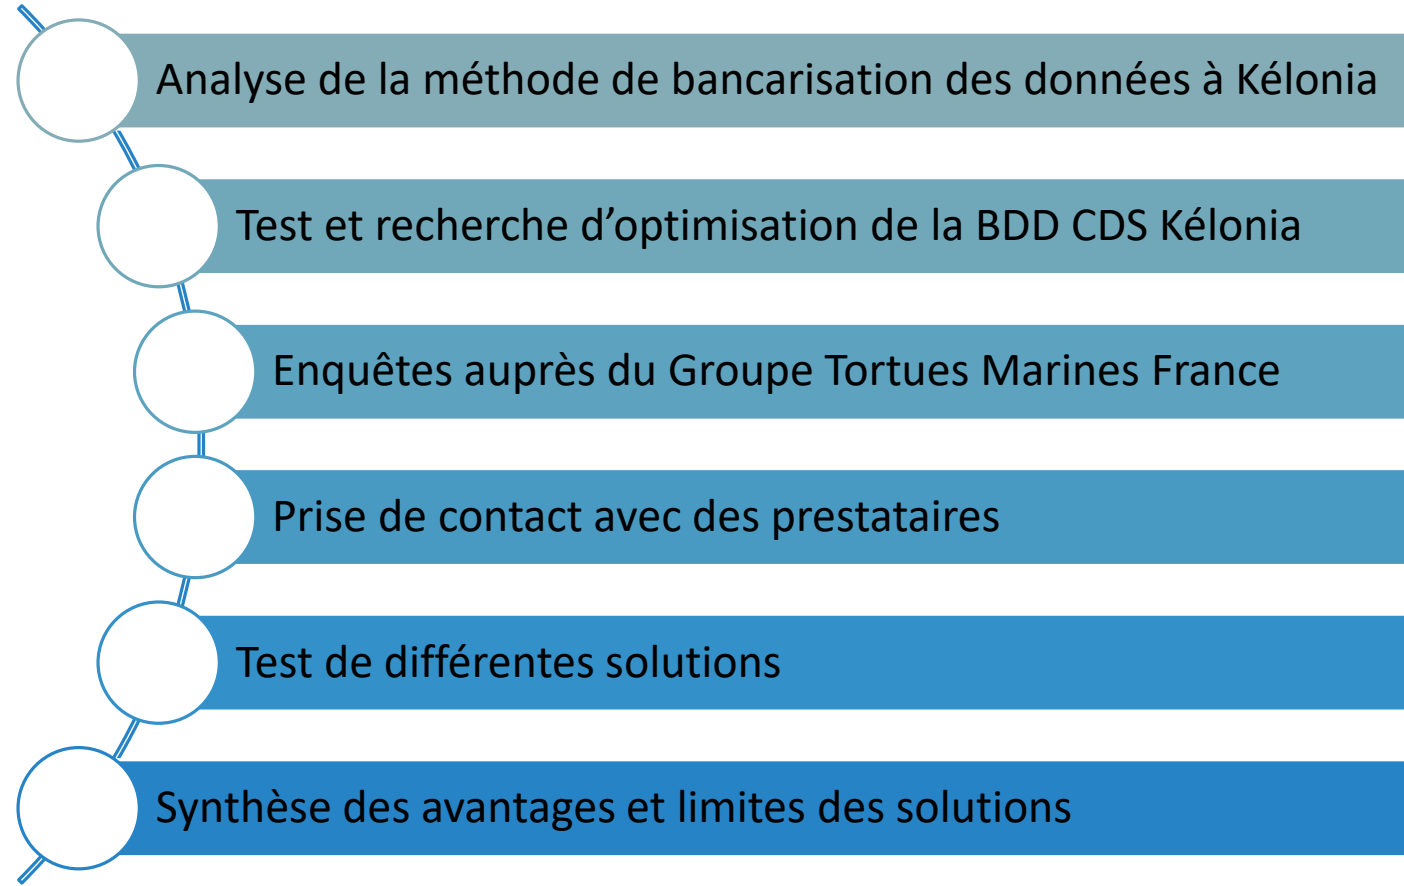 Analyse de la méthode de bancarisation des données à Kélonia
Test et recherche d’optimisation de la BDD CDS Kélonia
Enquêtes auprès du Groupe Tortues Marines France
Prise de contact avec des prestataires
Test de différentes solutions
Synthèse des avantages et limites des solutions